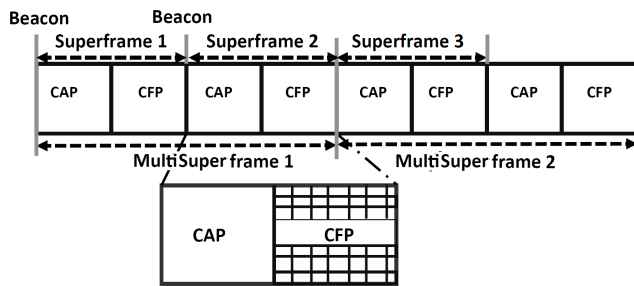 Beacon
Beacon
Superframe 1
Superframe 2
Superframe 3
CAP
CFP
CAP
CFP
CAP
CFP
CAP
CFP
MultiSuper frame 1
MultiSuper frame 2
CAP
CFP